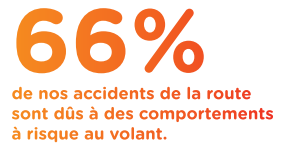 66%
de nos accidents de la route
sont dûs à des comportements
à risque au volant.